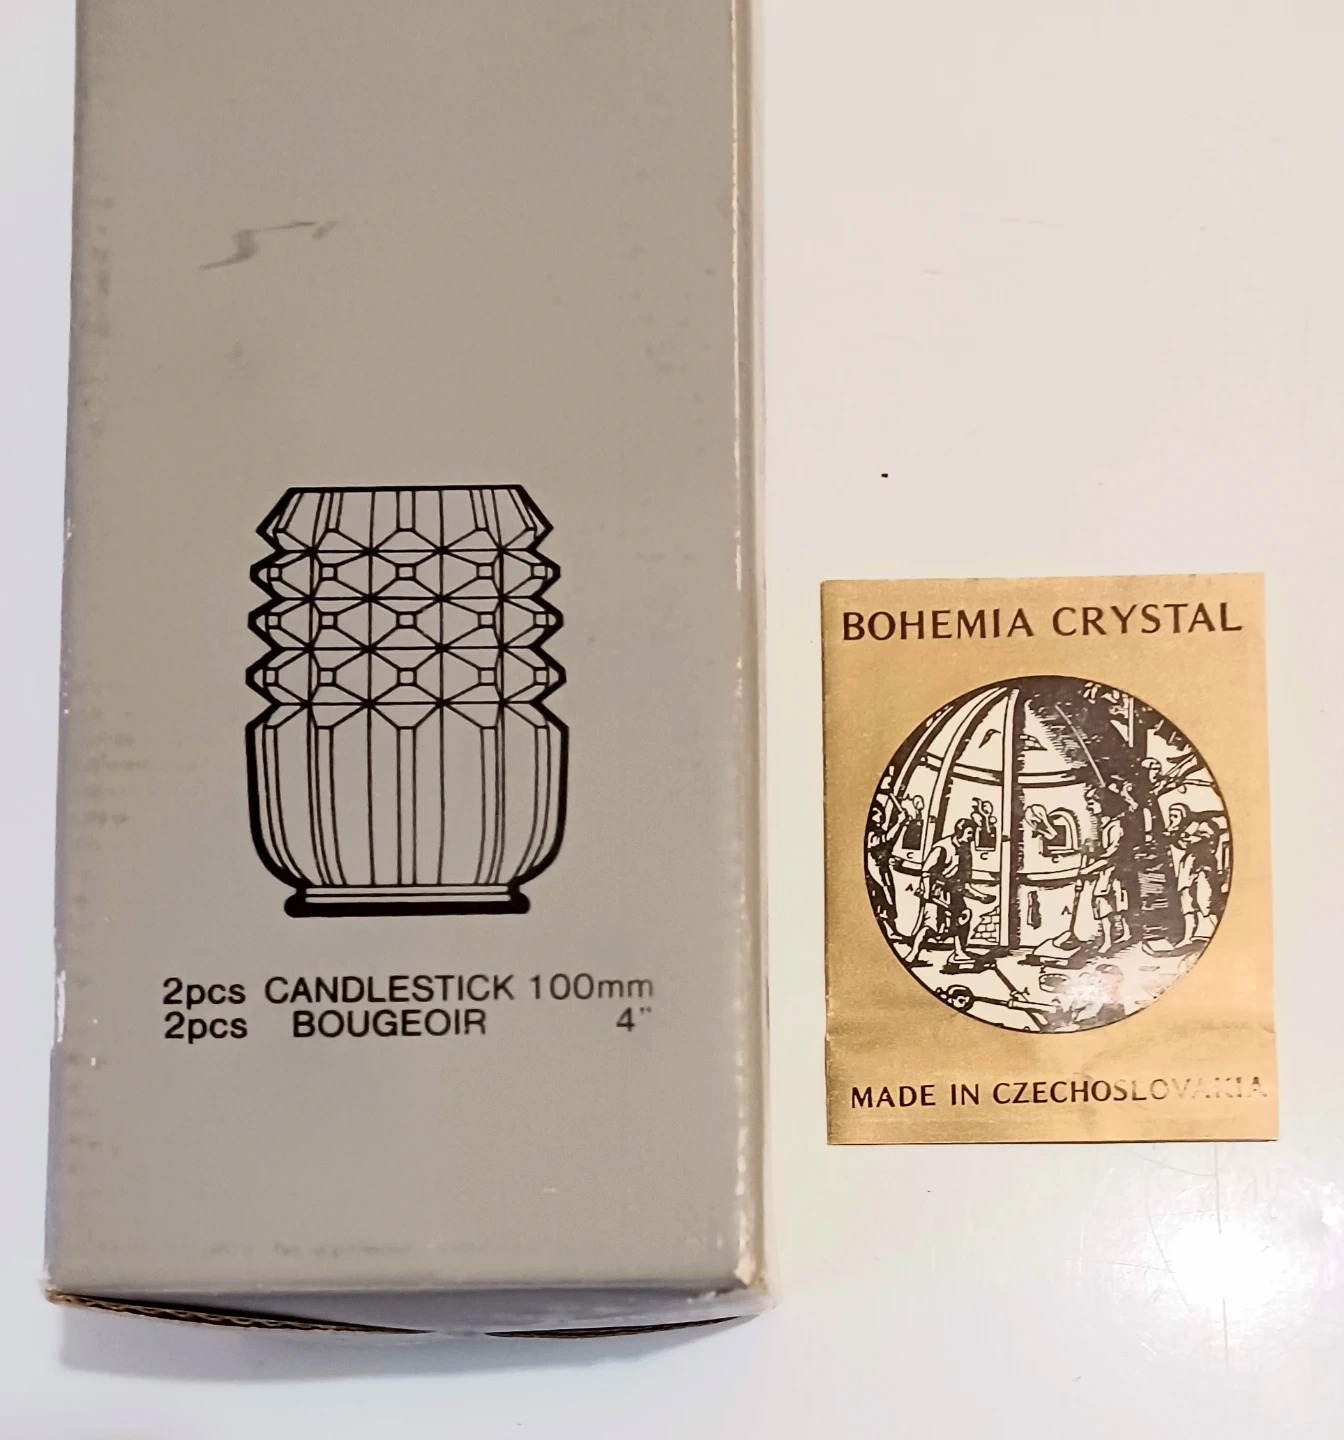 2pcs CANDLESTICK 100mm
2pcs BOUGEOIR 4"
BOHEMIA CRYSTAL
MADE IN CZECHOSLOVAKIA